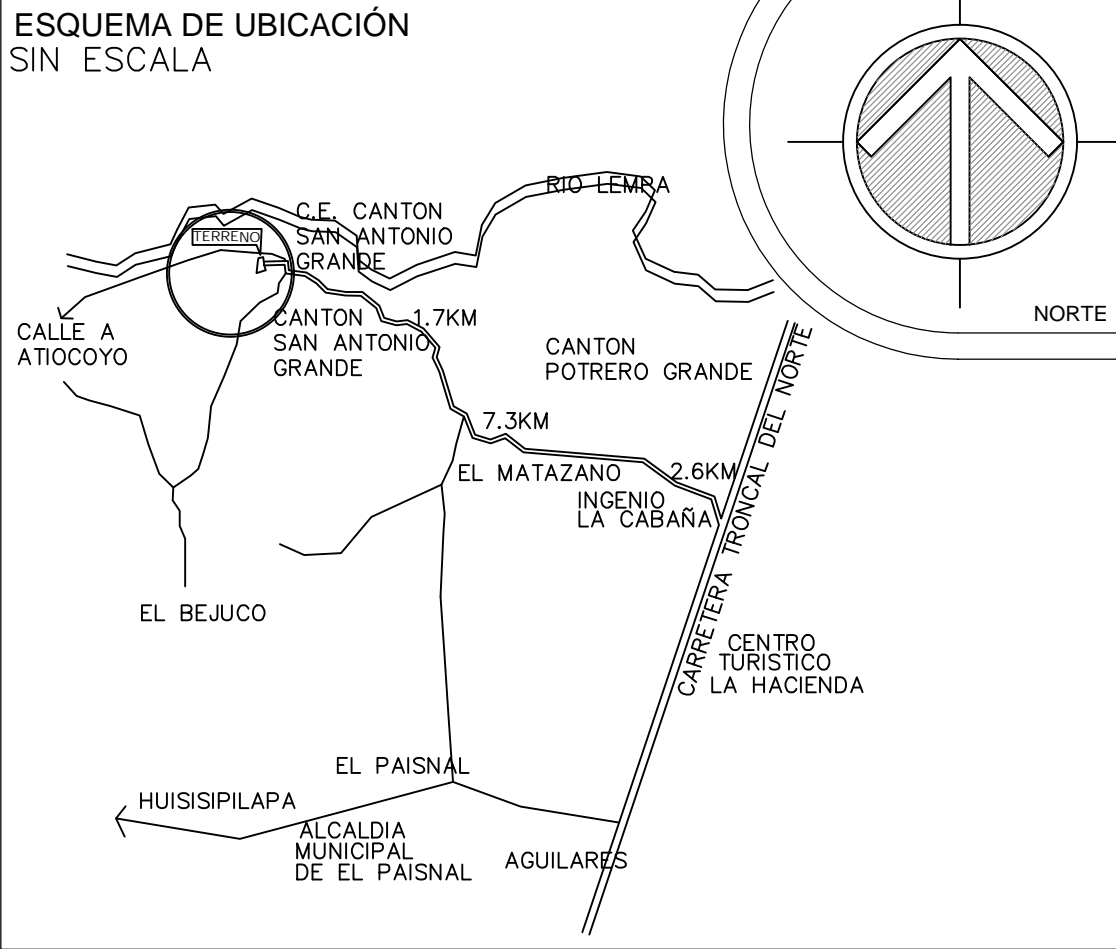 ESQUEMA DE UBICACIÓN
SIN ESCALA
NORTE
RIO LEMPA
TERRENO
C.E. CANTON
SAN ANTONIO
GRANDE
CALLE A
ATIOCOYO
CANTON
SAN ANTONIO
GRANDE
1.7KM
CANTON
POTRERO GRANDE
7.3KM
EL MATAZANO
2.6KM
INGENIO
LA CABAÑA
CARRETERA TRONCAL DEL NORTE
EL BEJUCO
CENTRO
TURISTICO
LA HACIENDA
EL PAISNAL
HUISISIPILAPA
ALCALDIA
MUNICIPAL
DE EL PAISNAL
AGUILARES